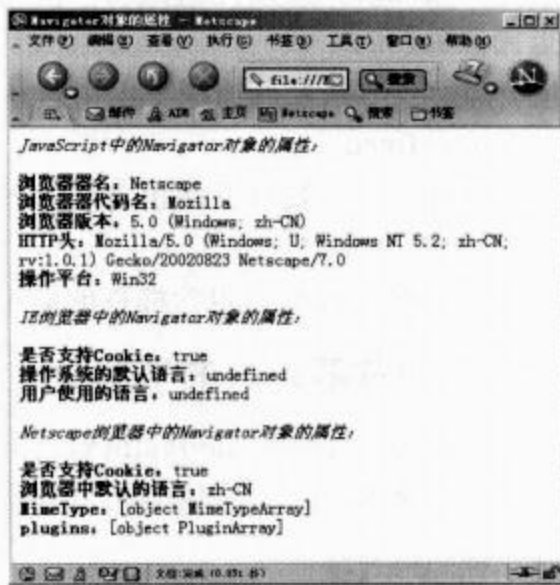 Navigator对象的属性 - Netscape
文件(F) 编辑(E) 查看(V) 执行(G) 书签(B) 工具(T) 窗口(W) 帮助(H)
file:/// 搜索
邮件 AIM 主页 Netscape 搜索 书签
JavaScript中的Navigator对象的属性:
浏览器器名: Netscape
浏览器器代码名: Mozilla
浏览器版本: 5.0 (Windows; zh-CN)
HTTP头: Mozilla/5.0 (Windows; U; Windows NT 5.2; zh-CN;
rv:1.0.1) Gecko/20020823 Netscape/7.0
操作平台: Win32
IE浏览器中的Navigator对象的属性:
是否支持Cookie: true
操作系统的默认语言: undefined
用户使用的语言: undefined
Netscape浏览器中的Navigator对象的属性:
是否支持Cookie: true
浏览器中默认的语言: zh-CN
MimeType: [object MimeTypeArray]
plugins: [object PluginArray]
文档:完成 (0.851 秒)